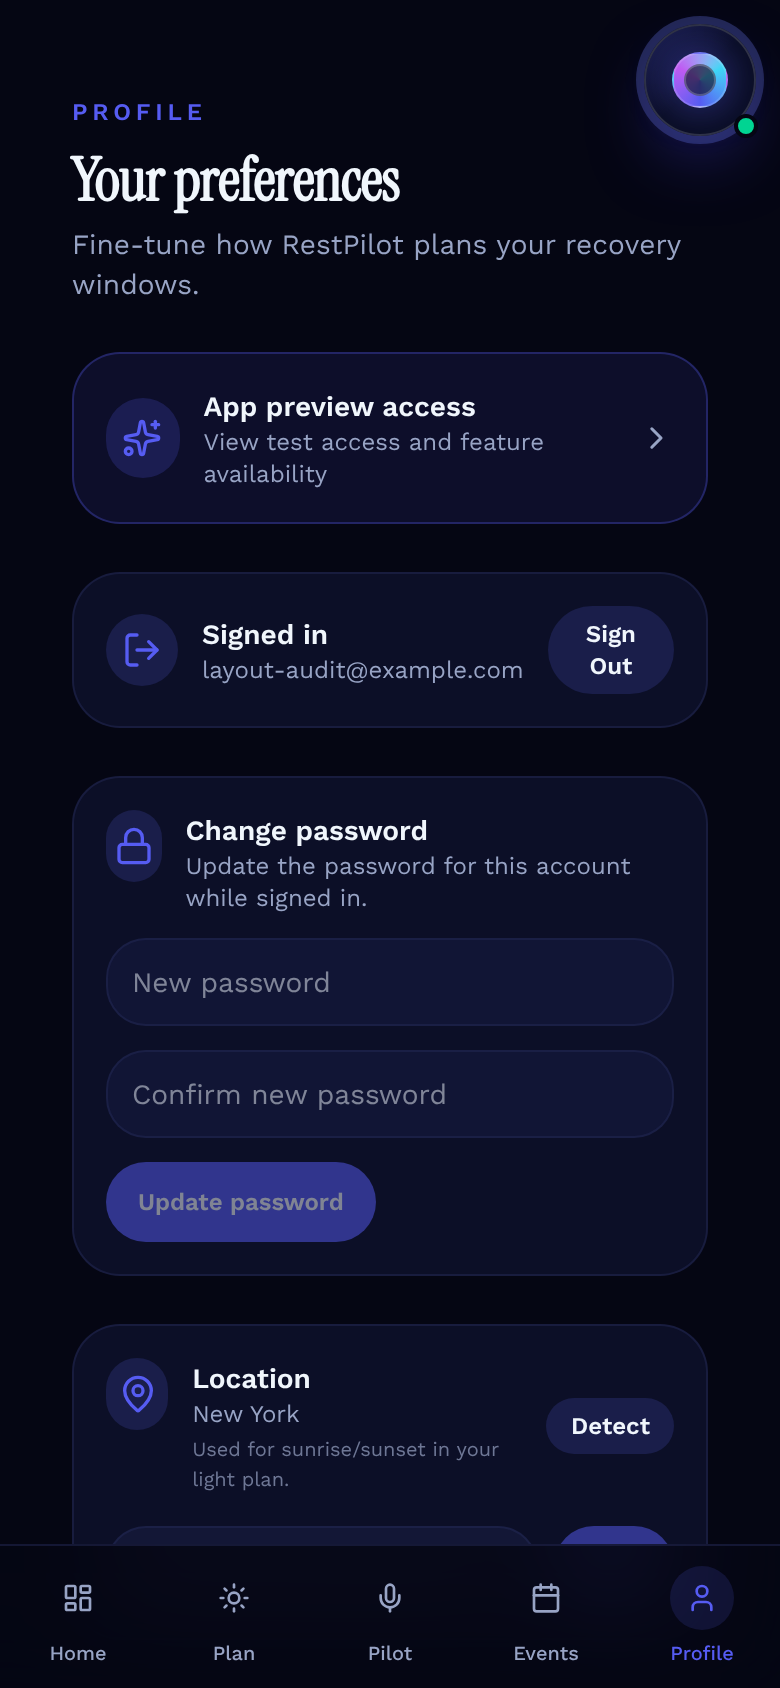 PROFILE
Your preferences
Fine-tune how RestPilot plans your recovery
windows.
App preview access
View test access and feature
availability
Signed in
layout-audit@example.com
Sign
Out
Change password
Update the password for this account
while signed in.
New password
Confirm new password
Update password
Location
New York
Used for sunrise/sunset in your
light plan.
Detect
Home
Plan
Pilot
Events
Profile